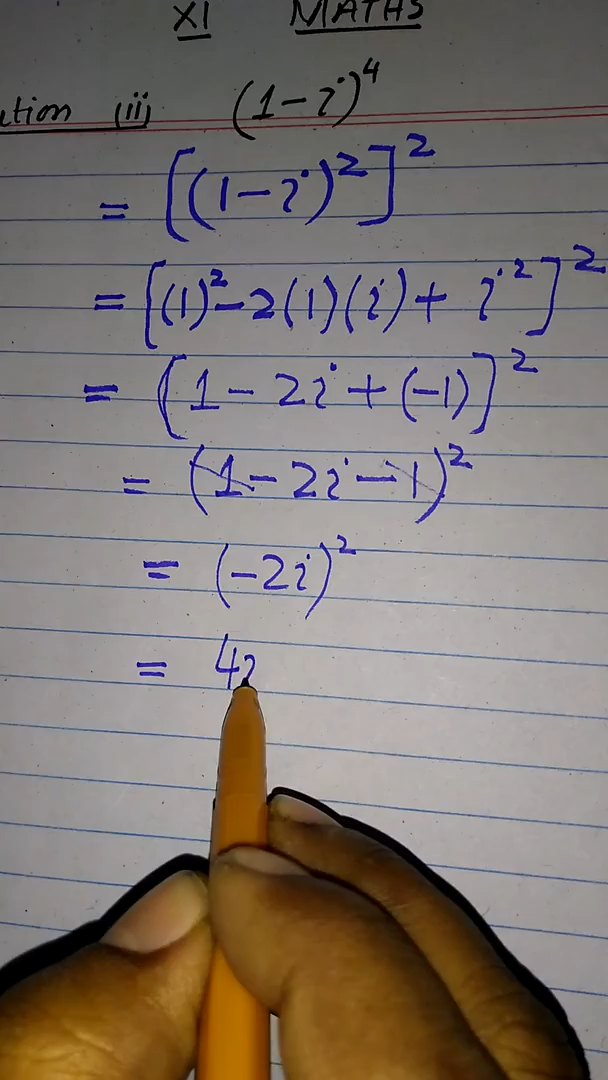 XI MATHS
ution (ii) (1-i)⁴
= [(1-i)²]²
= [(1)²-2(1)(i)+i²]²
= [1-2i+(-1)]²
= (1-2i-1)²
= (-2i)²
= 4i